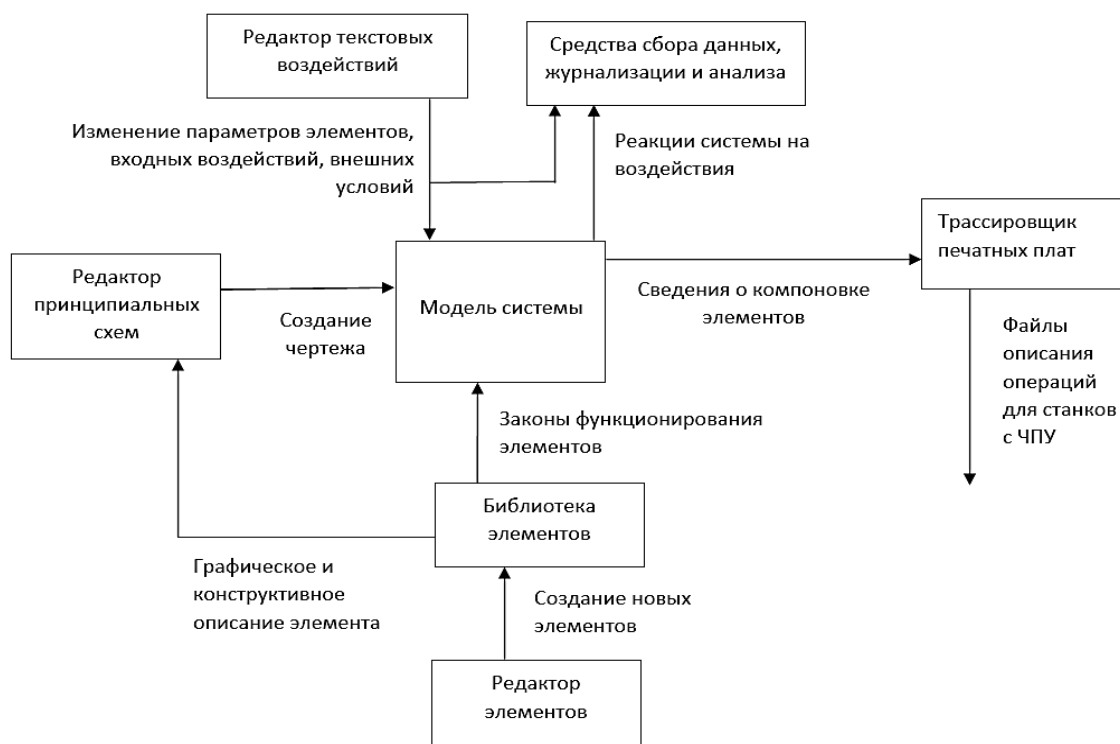 Редактор текстовых
воздействий
Средства сбора данных,
журнализации и анализа
Изменение параметров элементов,
входных воздействий, внешних
условий
Реакции системы на
воздействия
Трассировщик
печатных плат
Редактор
принципиальных
схем
Создание
чертежа
Модель системы
Сведения о компоновке
элементов
Файлы
описания
операций
для станков
с ЧПУ
Законы функционирования
элементов
Библиотека
элементов
Графическое и
конструктивное
описание элемента
Создание новых
элементов
Редактор
элементов